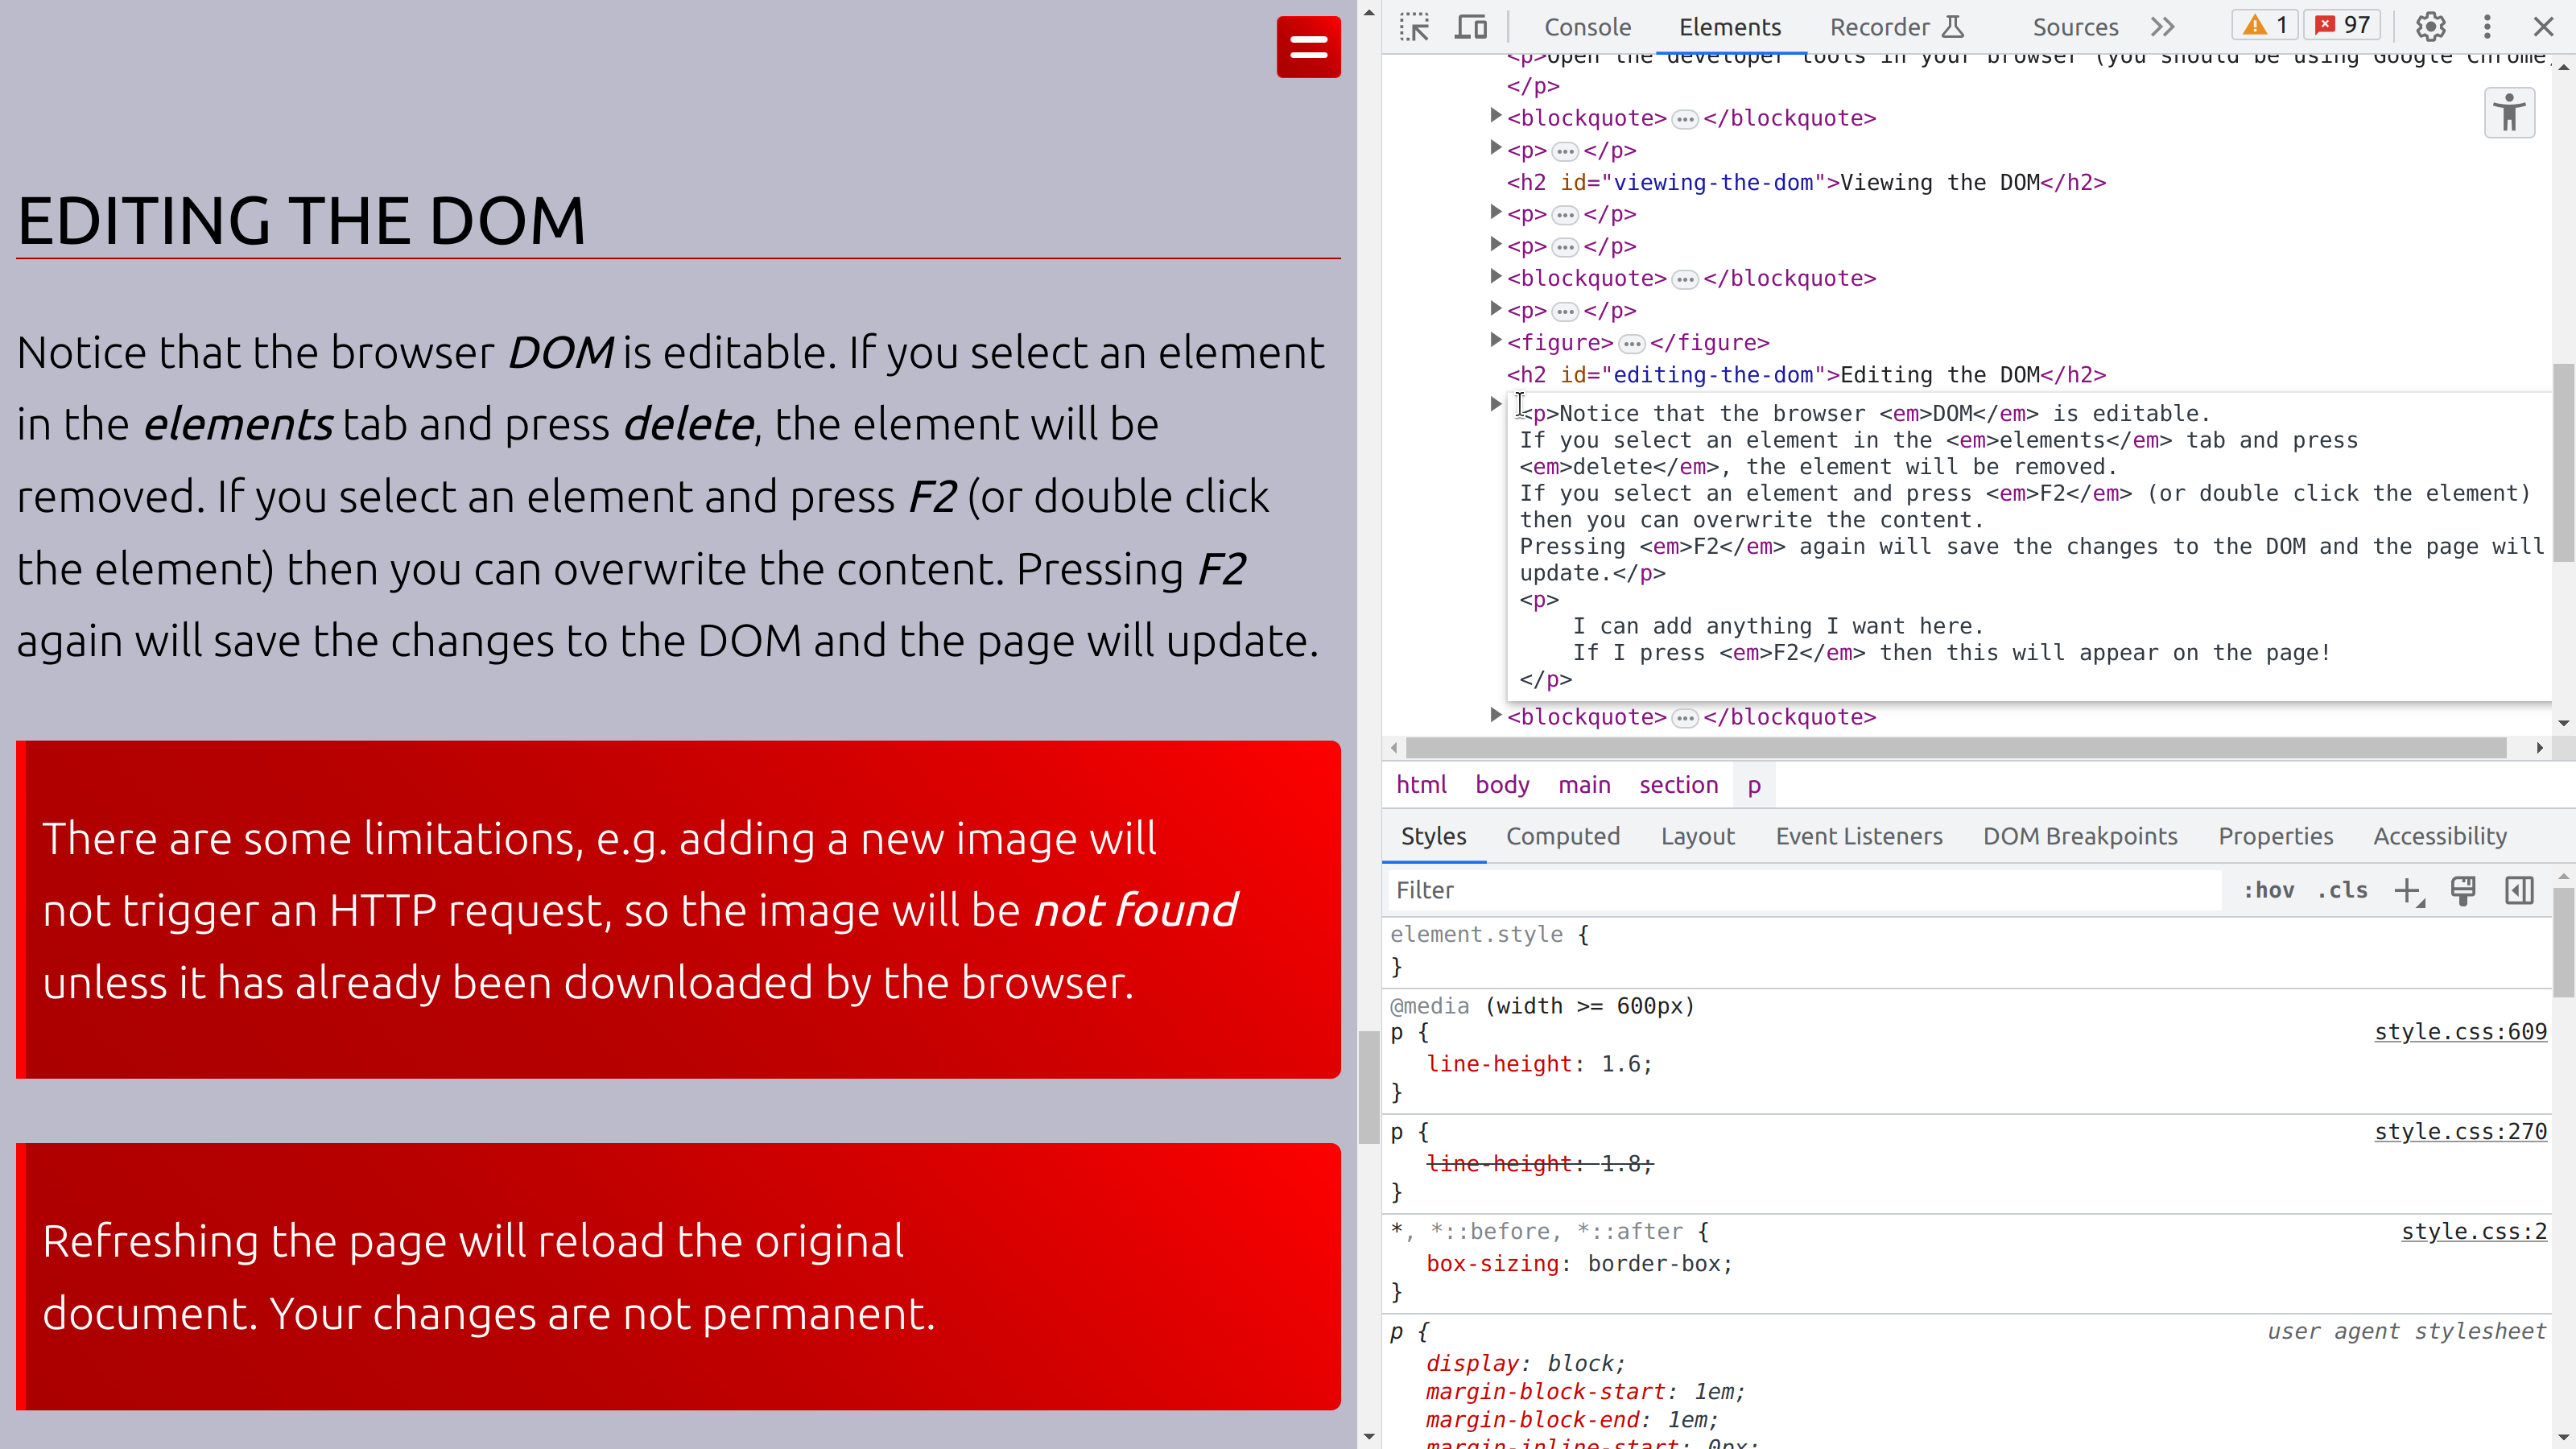 EDITING THE DOM
Notice that the browser DOM is editable. If you select an element
in the elements tab and press delete, the element will be
removed. If you select an element and press F2 (or double click
the element) then you can overwrite the content. Pressing F2
again will save the changes to the DOM and the page will update.
There are some limitations, e.g. adding a new image will
not trigger an HTTP request, so the image will be not found
unless it has already been downloaded by the browser.
Refreshing the page will reload the original
document. Your changes are not permanent.
Console Elements Recorder Sources 1 97
<p>Open the developer tools in your browser (you should be using Google Chrome,
</p>
<blockquote>…</blockquote>
<p>…</p>
<h2 id="viewing-the-dom">Viewing the DOM</h2>
<p>…</p>
<p>…</p>
<blockquote>…</blockquote>
<p>…</p>
<figure>…</figure>
<h2 id="editing-the-dom">Editing the DOM</h2>
<p>Notice that the browser <em>DOM</em> is editable.
If you select an element in the <em>elements</em> tab and press
<em>delete</em>, the element will be removed.
If you select an element and press <em>F2</em> (or double click the element)
then you can overwrite the content.
Pressing <em>F2</em> again will save the changes to the DOM and the page will
update.</p>
<p>
I can add anything I want here.
If I press <em>F2</em> then this will appear on the page!
</p>
<blockquote>…</blockquote>
html body main section p
Styles Computed Layout Event Listeners DOM Breakpoints Properties Accessibility
Filter :hov .cls
element.style {
}
@media (width >= 600px)
p { style.css:609
line-height: 1.6;
}
p { style.css:270
line-height: 1.8;
}
*, *::before, *::after { style.css:2
box-sizing: border-box;
}
p { user agent stylesheet
display: block;
margin-block-start: 1em;
margin-block-end: 1em;
margin-inline-start: 0px;